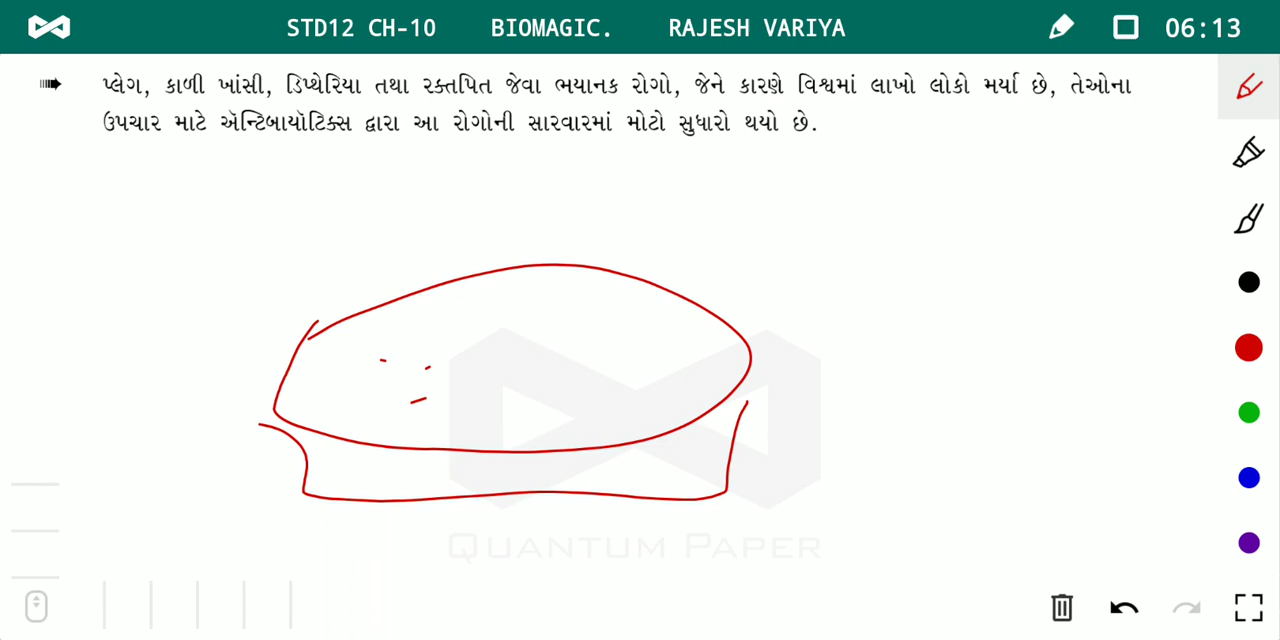 STD12 CH-10 BIOMAGIC. RAJESH VARIYA 06:13
પ્લેગ, કાળી ખાંસી, ડિપ્થેરિયા તથા રક્તપિત જેવા ભયાનક રોગો, જેને કારણે વિશ્વમાં લાખો લોકો મર્યા છે, તેઓના
ઉપચાર માટે ઍન્ટિબાયૉટિક્સ દ્વારા આ રોગોની સારવારમાં મોટો સુધારો થયો છે.
QUANTUM PAPER